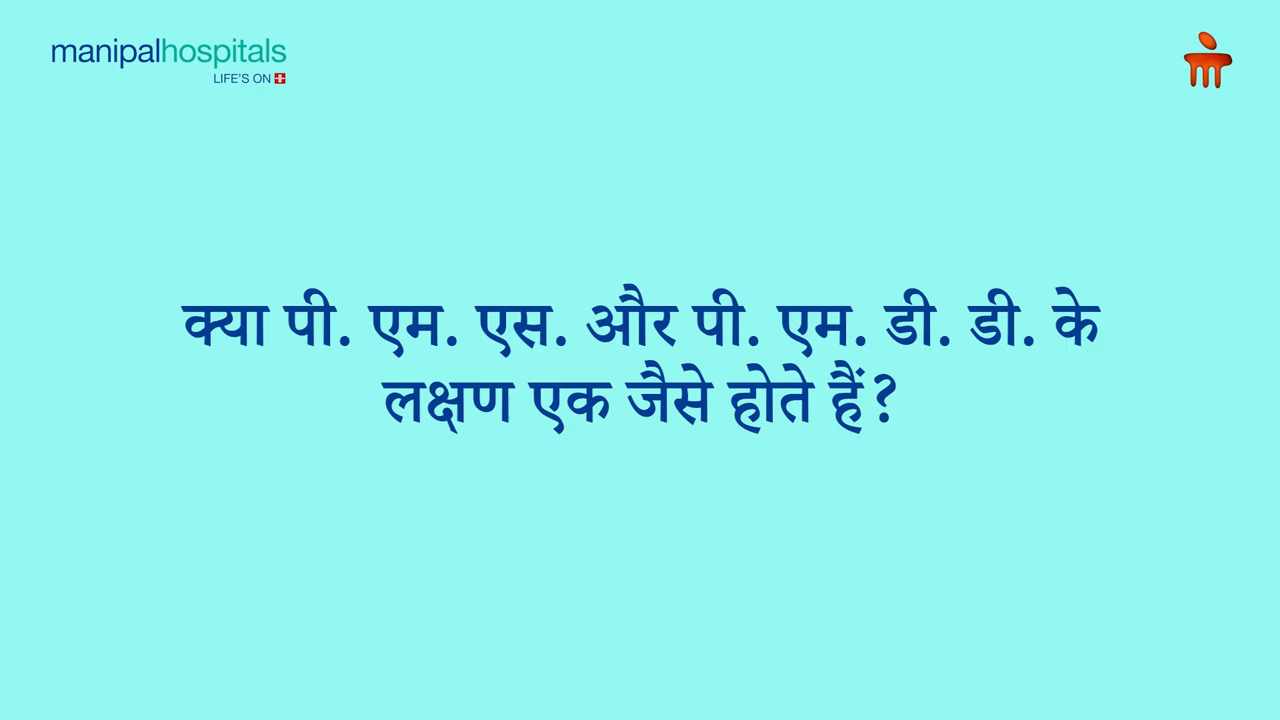 manipalhospitals
LIFE'S ON
क्या पी. एम. एस. और पी. एम. डी. डी. के
लक्षण एक जैसे होते हैं?